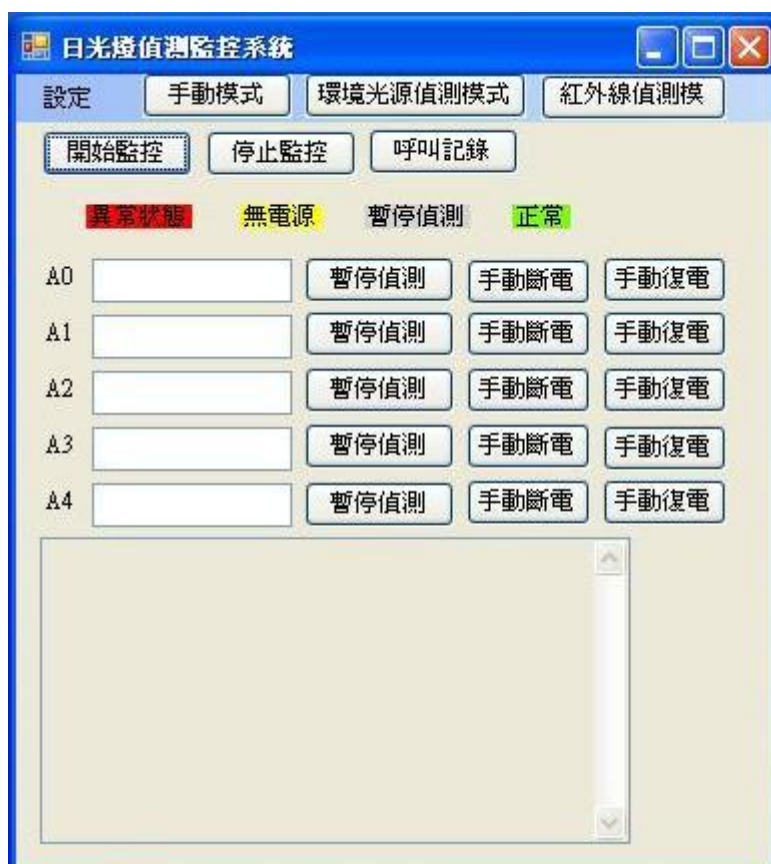 日光燈偵測監控系統
設定 手動模式 環境光源偵測模式 紅外線偵測模
開始監控 停止監控 呼叫記錄
異常狀態 無電源 暫停偵測 正常
A0 暫停偵測 手動斷電 手動復電
A1 暫停偵測 手動斷電 手動復電
A2 暫停偵測 手動斷電 手動復電
A3 暫停偵測 手動斷電 手動復電
A4 暫停偵測 手動斷電 手動復電